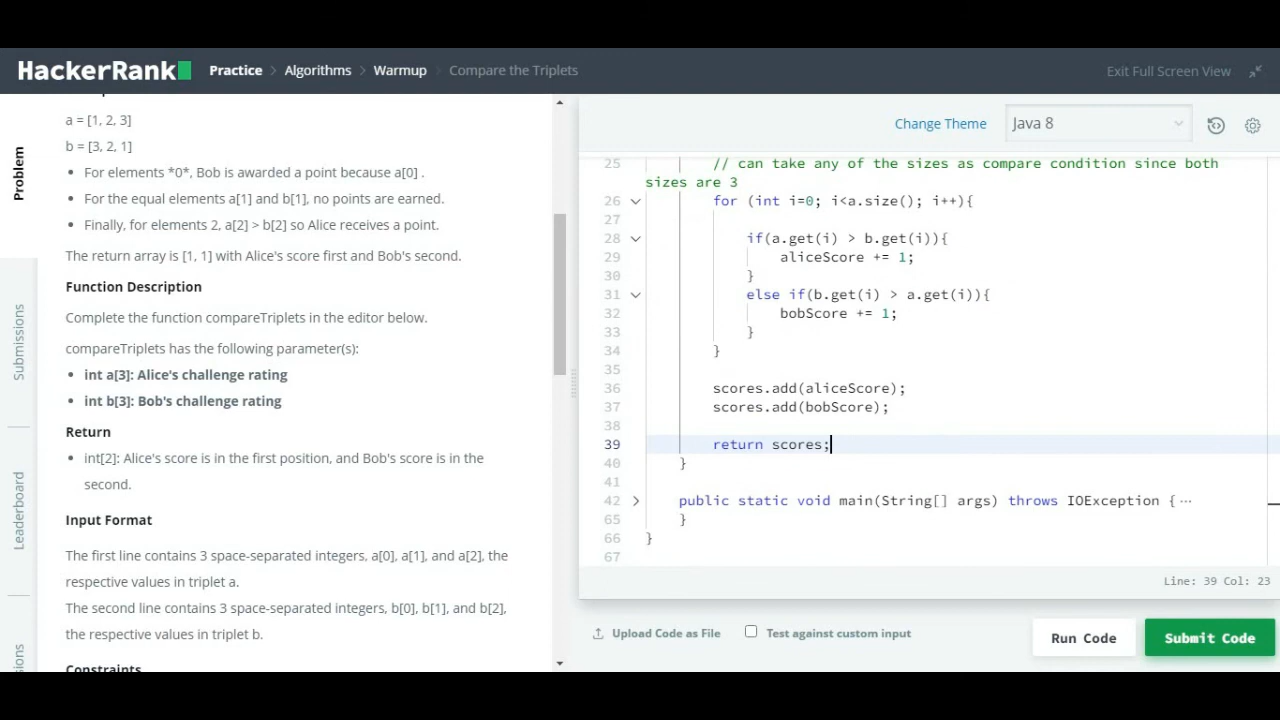 HackerRank
Practice > Algorithms > Warmup > Compare the Triplets
Exit Full Screen View
Problem
Submissions
Leaderboard
a = [1, 2, 3]
b = [3, 2, 1]
• For elements *0*, Bob is awarded a point because a[0] .
• For the equal elements a[1] and b[1], no points are earned.
• Finally, for elements 2, a[2] > b[2] so Alice receives a point.
The return array is [1, 1] with Alice's score first and Bob's second.
Function Description
Complete the function compareTriplets in the editor below.
compareTriplets has the following parameter(s):
• int a[3]: Alice's challenge rating
• int b[3]: Bob's challenge rating
Return
• int[2]: Alice's score is in the first position, and Bob's score is in the
second.
Input Format
The first line contains 3 space-separated integers, a[0], a[1], and a[2], the
respective values in triplet a.
The second line contains 3 space-separated integers, b[0], b[1], and b[2],
the respective values in triplet b.
Constraints
Change Theme
Java 8
25 // can take any of the sizes as compare condition since both
sizes are 3
26 for (int i=0; i<a.size(); i++){
27
28 if(a.get(i) > b.get(i)){
29 aliceScore += 1;
30 }
31 else if(b.get(i) > a.get(i)){
32 bobScore += 1;
33 }
34 }
35
36 scores.add(aliceScore);
37 scores.add(bobScore);
38
39 return scores;
40 }
41
42 public static void main(String[] args) throws IOException { ⋯
65 }
66 }
67
Line: 39 Col: 23
Upload Code as File
Test against custom input
Run Code
Submit Code